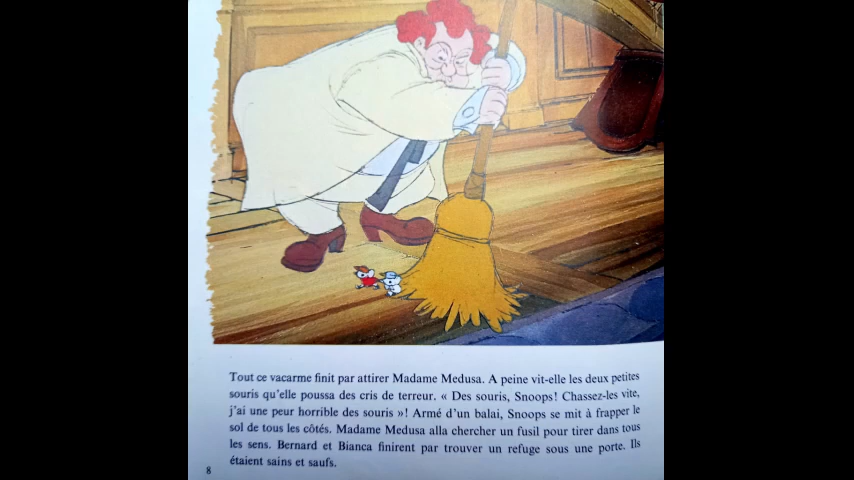 Tout ce vacarme finit par attirer Madame Medusa. A peine vit-elle les deux petites
souris qu'elle poussa des cris de terreur. « Des souris, Snoops! Chassez-les vite,
j'ai une peur horrible des souris »! Armé d'un balai, Snoops se mit à frapper le
sol de tous les côtés. Madame Medusa alla chercher un fusil pour tirer dans tous
les sens. Bernard et Bianca finirent par trouver un refuge sous une porte. Ils
étaient sains et saufs.
8